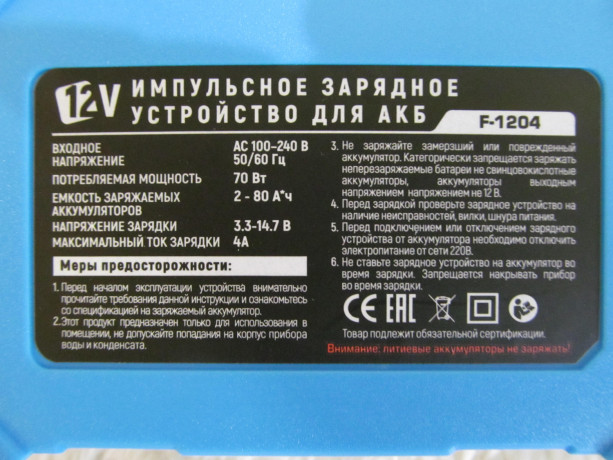 12V ИМПУЛЬСНОЕ ЗАРЯДНОЕ
УСТРОЙСТВО ДЛЯ АКБ F-1204
ВХОДНОЕ AC 100-240 В
НАПРЯЖЕНИЕ 50/60 Гц
ПОТРЕБЛЯЕМАЯ МОЩНОСТЬ 70 Вт
ЕМКОСТЬ ЗАРЯЖАЕМЫХ 2 - 80 А*ч
АККУМУЛЯТОРОВ
НАПРЯЖЕНИЕ ЗАРЯДКИ 3.3-14.7 В
МАКСИМАЛЬНЫЙ ТОК ЗАРЯДКИ 4А
Меры предосторожности:
1. Перед началом эксплуатации устройства внимательно
прочитайте требования данной инструкции и ознакомьтесь
со спецификацией на заряжаемый аккумулятор.
2. Этот продукт предназначен только для использования в
помещении, не допускайте попадания на корпус прибора
воды и конденсата.
3. Не заряжайте замерзший или поврежденный
аккумулятор. Категорически запрещается заряжать
неперезаряжаемые батареи не свинцовокислотные
аккумуляторы, аккумуляторы выходным
напряжением напряжением не 12 В.
4. Перед зарядкой проверьте зарядное устройство на
наличие неисправностей, вилки, шнура питания.
5. Перед подключением или отключением зарядного
устройства от аккумулятора необходимо отключить
электропитание от сети 220В.
6. Не ставьте зарядное устройство на аккумулятор во
время зарядки. Запрещается накрывать прибор
во время зарядки.
CE EAC
Товар подлежит обязательной сертификации.
Внимание: литиевые аккумуляторы не заряжать!